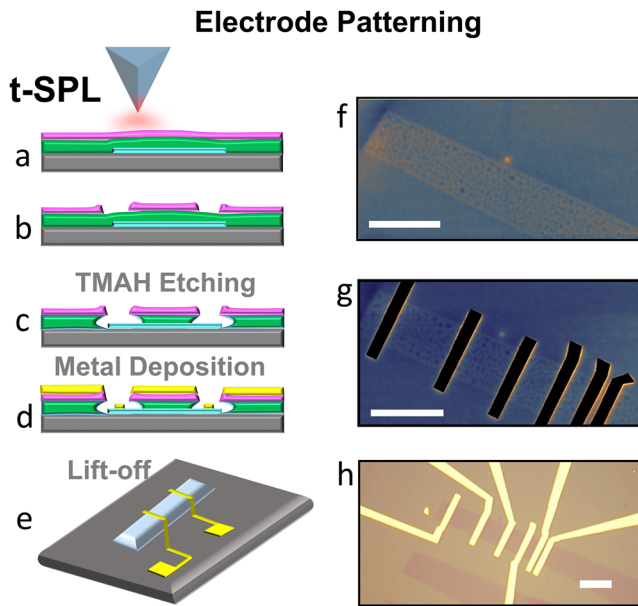 Electrode Patterning
t-SPL
a
b
TMAH Etching
c
Metal Deposition
d
Lift-off
e
f
g
h